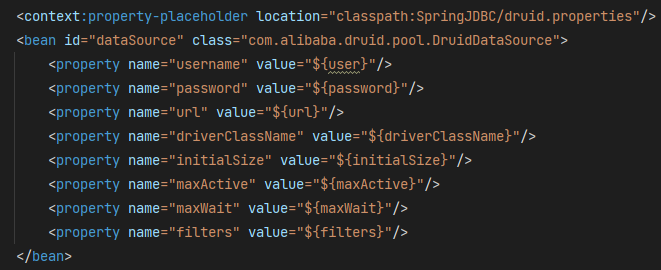 <context:property-placeholder location="classpath:SpringJDBC/druid.properties"/>
<bean id="dataSource" class="com.alibaba.druid.pool.DruidDataSource">
    <property name="username" value="${user}"/>
    <property name="password" value="${password}"/>
    <property name="url" value="${url}"/>
    <property name="driverClassName" value="${driverClassName}"/>
    <property name="initialSize" value="${initialSize}"/>
    <property name="maxActive" value="${maxActive}"/>
    <property name="maxWait" value="${maxWait}"/>
    <property name="filters" value="${filters}"/>
</bean>